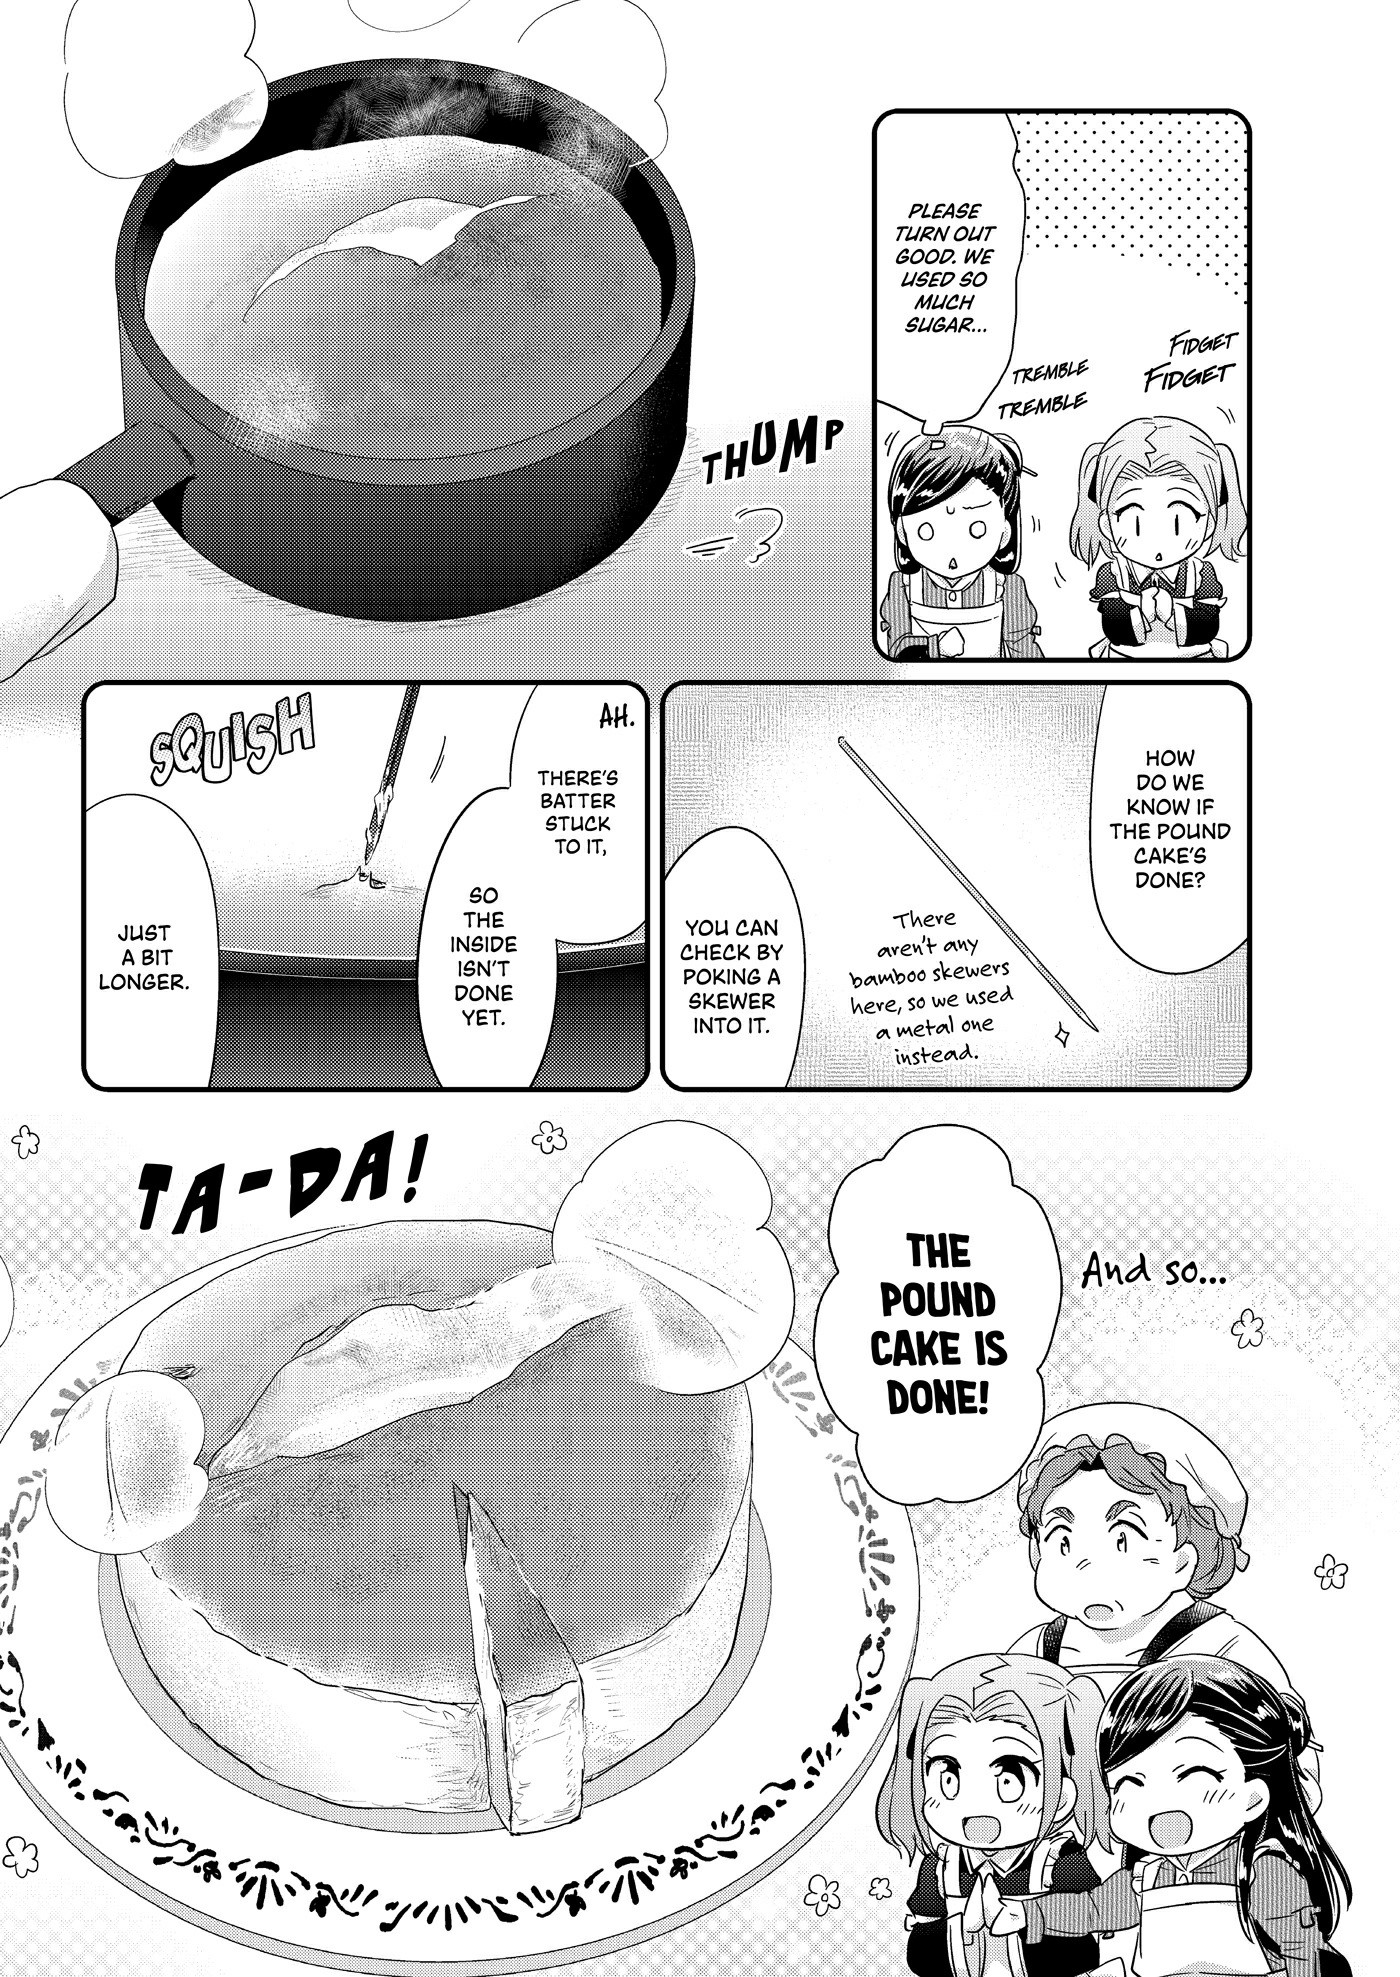 PLEASE
TURN OUT
GOOD. WE
USED SO
MUCH
SUGAR...
FIDGET
FIDGET
TREMBLE
TREMBLE
THUMP
HOW
DO WE
KNOW IF
THE POUND
CAKE'S
DONE?
There
aren't any
bamboo skewers
here, so we used
a metal one
instead.
YOU CAN
CHECK BY
POKING A
SKEWER
INTO IT.
AH.
THERE'S
BATTER
STUCK
TO IT,
SO
THE
INSIDE
ISN'T
DONE
YET.
SQUISH
JUST
A BIT
LONGER.
And so...
THE
POUND
CAKE IS
DONE!
TA-DA!